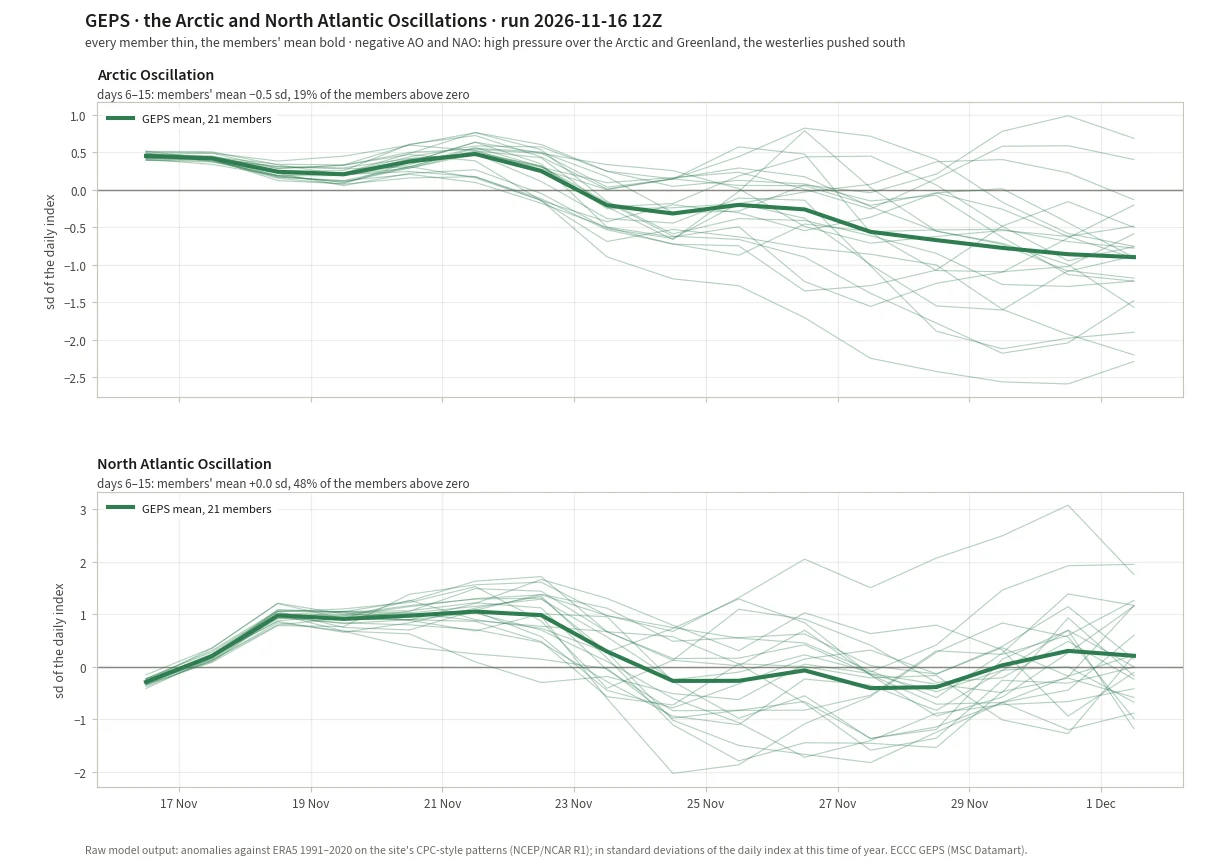 GEPS · the Arctic and North Atlantic Oscillations · run 2026-11-16 12Z
every member thin, the members' mean bold · negative AO and NAO: high pressure over the Arctic and Greenland, the westerlies pushed south
Arctic Oscillation
days 6–15: members' mean −0.5 sd, 19% of the members above zero
GEPS mean, 21 members
sd of the daily index
1.0
0.5
0.0
−0.5
−1.0
−1.5
−2.0
−2.5
North Atlantic Oscillation
days 6–15: members' mean +0.0 sd, 48% of the members above zero
GEPS mean, 21 members
sd of the daily index
3
2
1
0
−1
−2
17 Nov 19 Nov 21 Nov 23 Nov 25 Nov 27 Nov 29 Nov 1 Dec
Raw model output: anomalies against ERA5 1991–2020 on the site's CPC-style patterns (NCEP/NCAR R1); in standard deviations of the daily index at this time of year. ECCC GEPS (MSC Datamart).